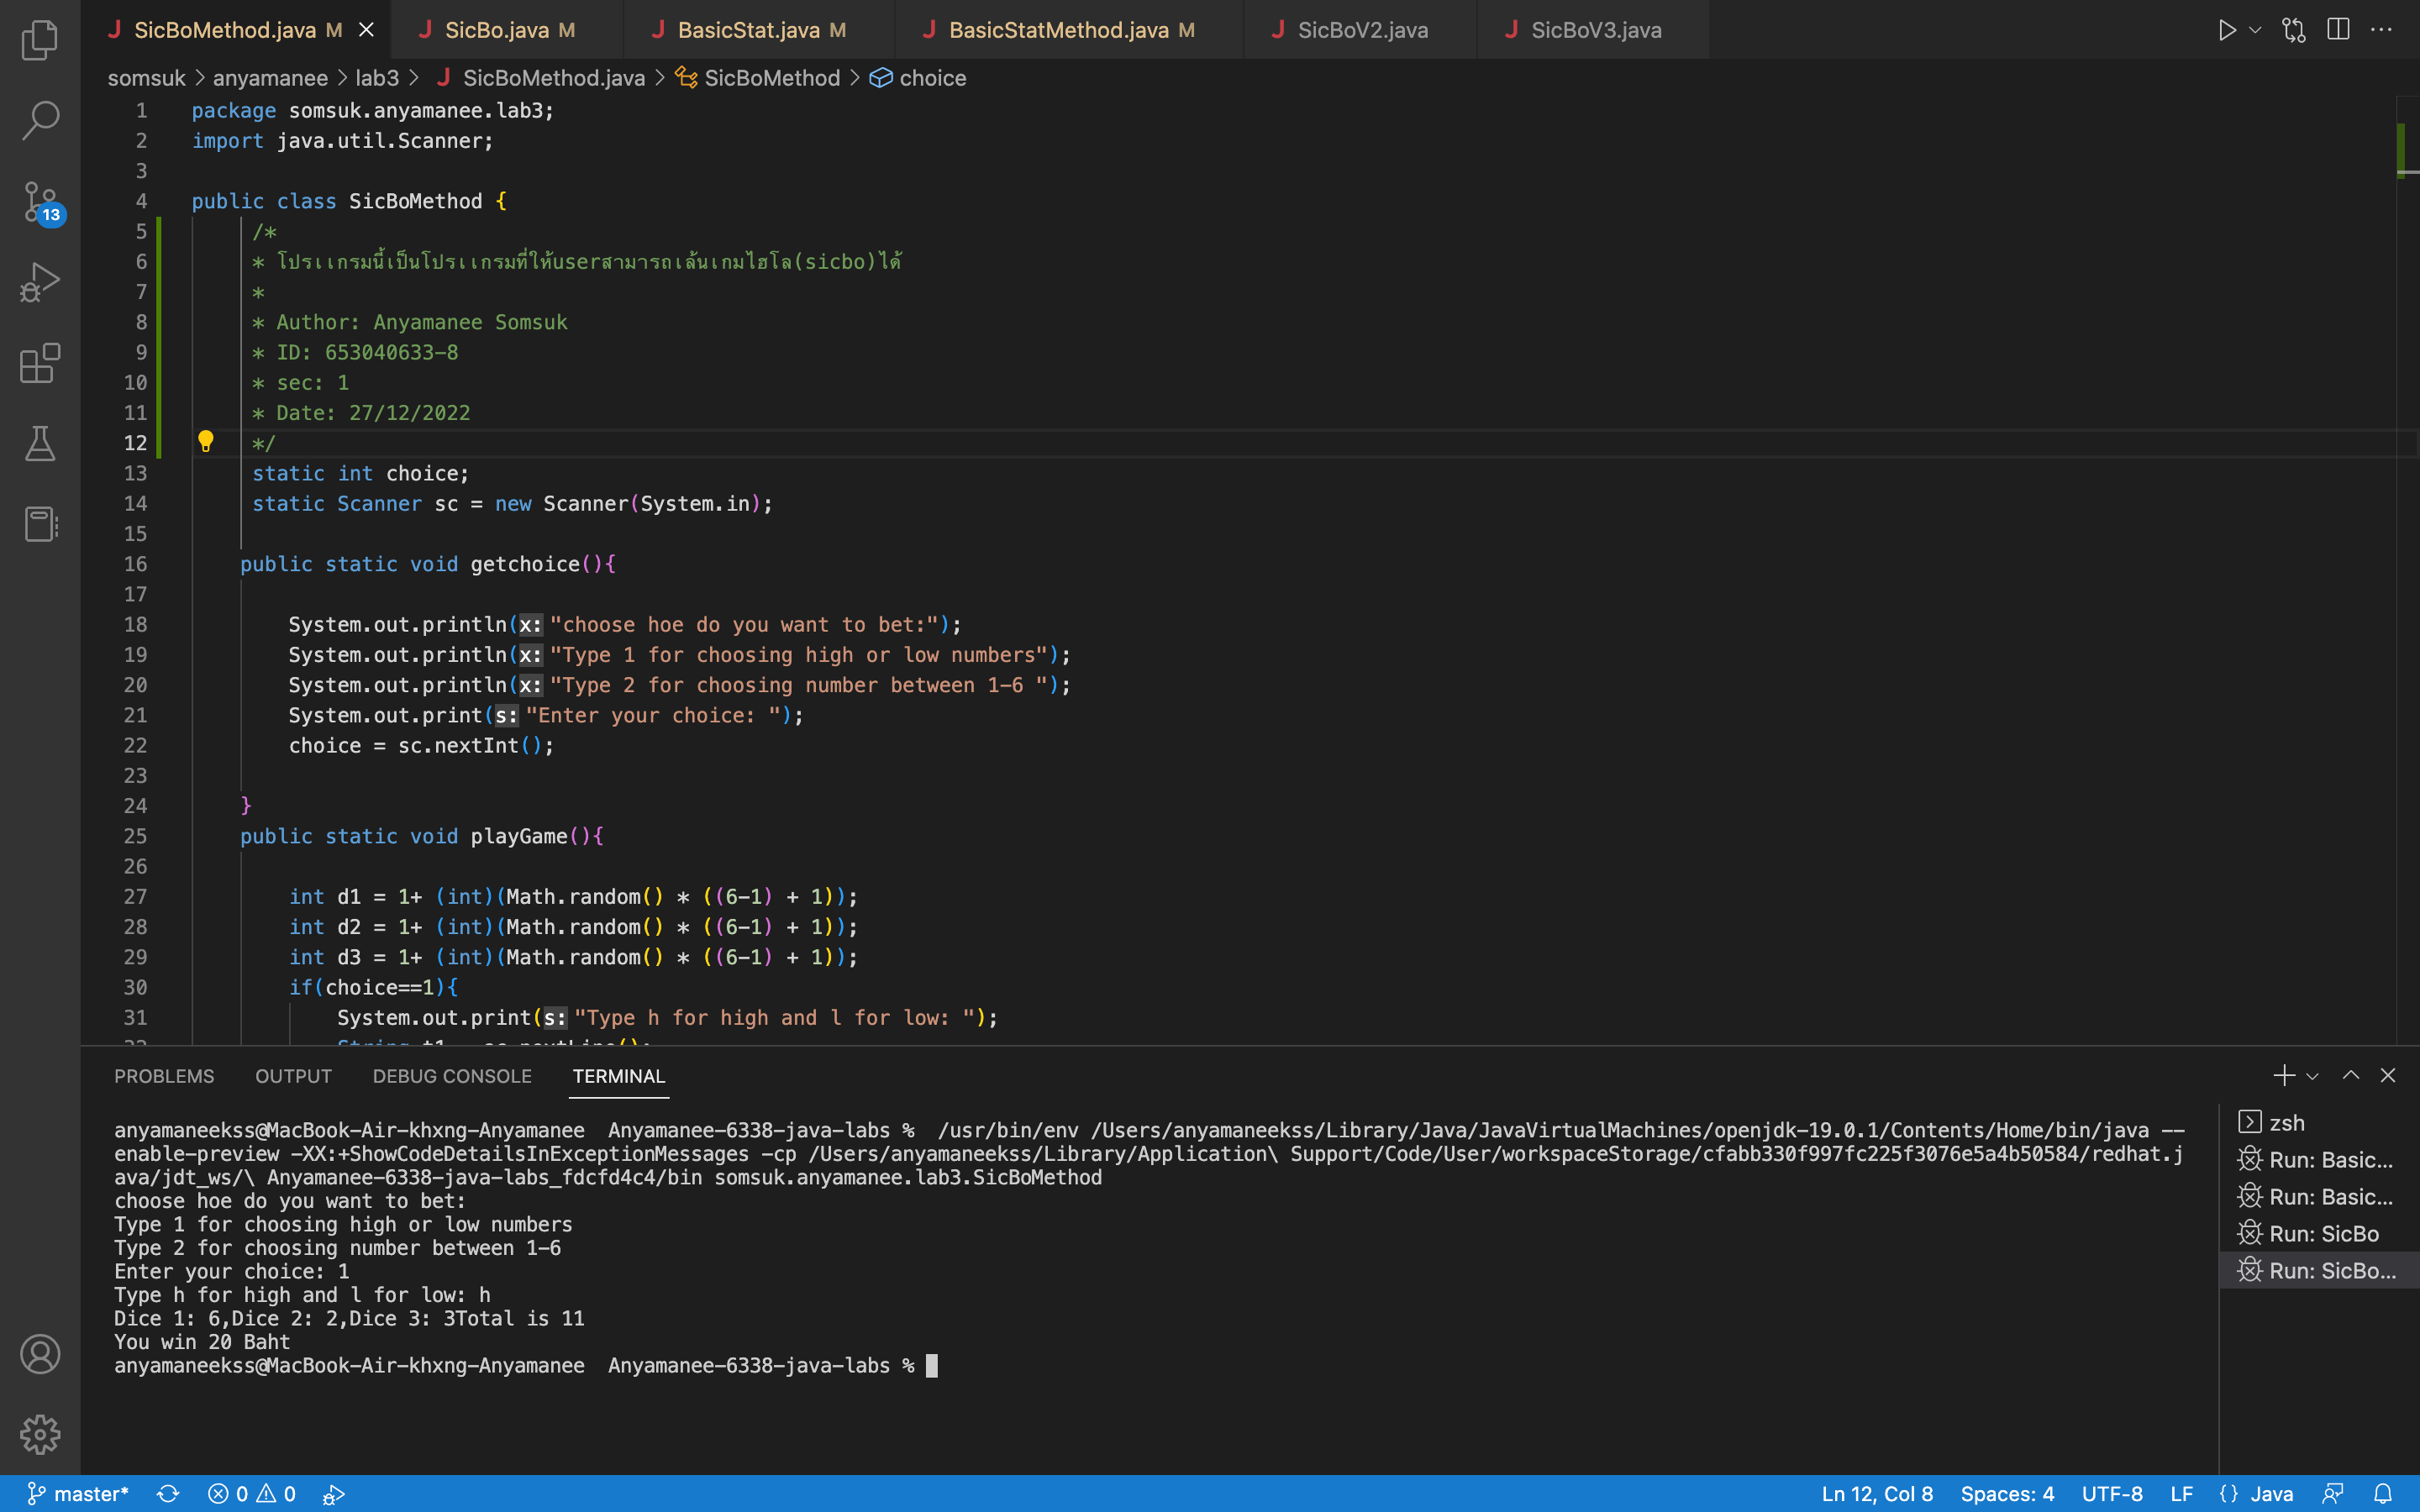 SicBoMethod.java M
SicBo.java M
BasicStat.java M
BasicStatMethod.java M
SicBoV2.java
SicBoV3.java
somsuk > anyamanee > lab3 > SicBoMethod.java > SicBoMethod > choice
13
1 package somsuk.anyamanee.lab3;
2 import java.util.Scanner;
3
4 public class SicBoMethod {
5 /*
6 * โปรเเกรมนี้เป็นโปรเเกรมที่ให้userสามารถเล้นเกมไฮโล(sicbo)ได้
7 *
8 * Author: Anyamanee Somsuk
9 * ID: 653040633-8
10 * sec: 1
11 * Date: 27/12/2022
12 */
13 static int choice;
14 static Scanner sc = new Scanner(System.in);
15
16 public static void getchoice(){
17
18 System.out.println(x: "choose hoe do you want to bet:");
19 System.out.println(x: "Type 1 for choosing high or low numbers");
20 System.out.println(x: "Type 2 for choosing number between 1-6 ");
21 System.out.print(s: "Enter your choice: ");
22 choice = sc.nextInt();
23
24 }
25 public static void playGame(){
26
27 int d1 = 1+ (int)(Math.random() * ((6-1) + 1));
28 int d2 = 1+ (int)(Math.random() * ((6-1) + 1));
29 int d3 = 1+ (int)(Math.random() * ((6-1) + 1));
30 if(choice==1){
31 System.out.print(s: "Type h for high and l for low: ");
PROBLEMS OUTPUT DEBUG CONSOLE TERMINAL
anyamaneekss@MacBook-Air-khxng-Anyamanee Anyamanee-6338-java-labs % /usr/bin/env /Users/anyamaneekss/Library/Java/JavaVirtualMachines/openjdk-19.0.1/Contents/Home/bin/java --
enable-preview -XX:+ShowCodeDetailsInExceptionMessages -cp /Users/anyamaneekss/Library/Application\ Support/Code/User/workspaceStorage/cfabb330f997fc225f3076e5a4b50584/redhat.j
ava/jdt_ws/\ Anyamanee-6338-java-labs_fdcfd4c4/bin somsuk.anyamanee.lab3.SicBoMethod
choose hoe do you want to bet:
Type 1 for choosing high or low numbers
Type 2 for choosing number between 1-6
Enter your choice: 1
Type h for high and l for low: h
Dice 1: 6,Dice 2: 2,Dice 3: 3Total is 11
You win 20 Baht
anyamaneekss@MacBook-Air-khxng-Anyamanee Anyamanee-6338-java-labs %
zsh
Run: Basic...
Run: Basic...
Run: SicBo
Run: SicBo...
master* 0 0 Ln 12, Col 8 Spaces: 4 UTF-8 LF {} Java